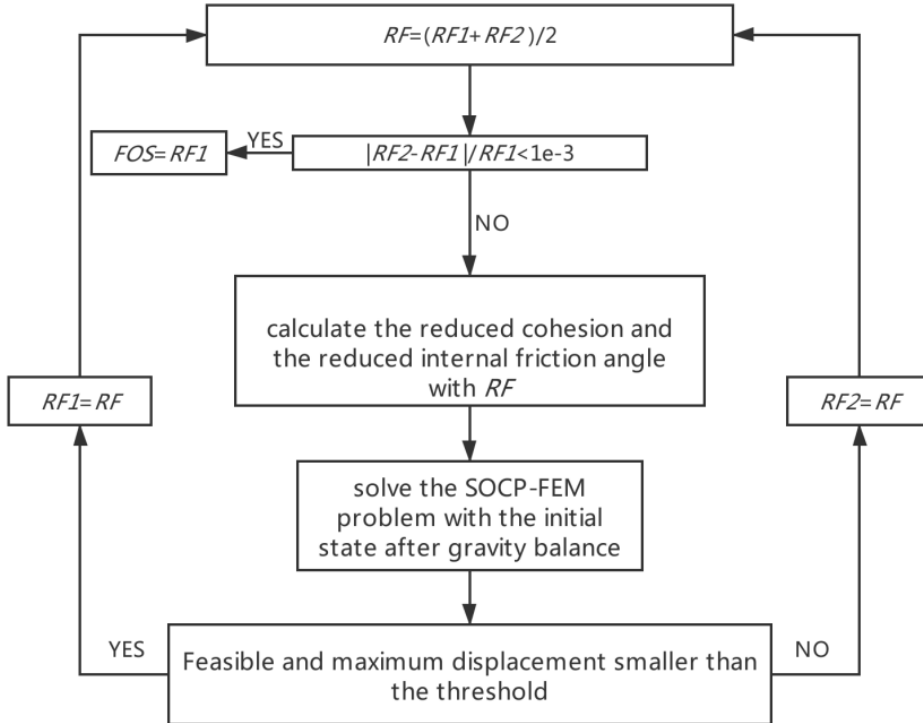 RF=(RF1+RF2)/2
FOS=RF1
YES
|RF2-RF1|/RF1<1e-3
NO
calculate the reduced cohesion and
the reduced internal friction angle
with RF
RF1=RF
RF2=RF
solve the SOCP-FEM
problem with the initial
state after gravity balance
YES
Feasible and maximum displacement smaller than
the threshold
NO